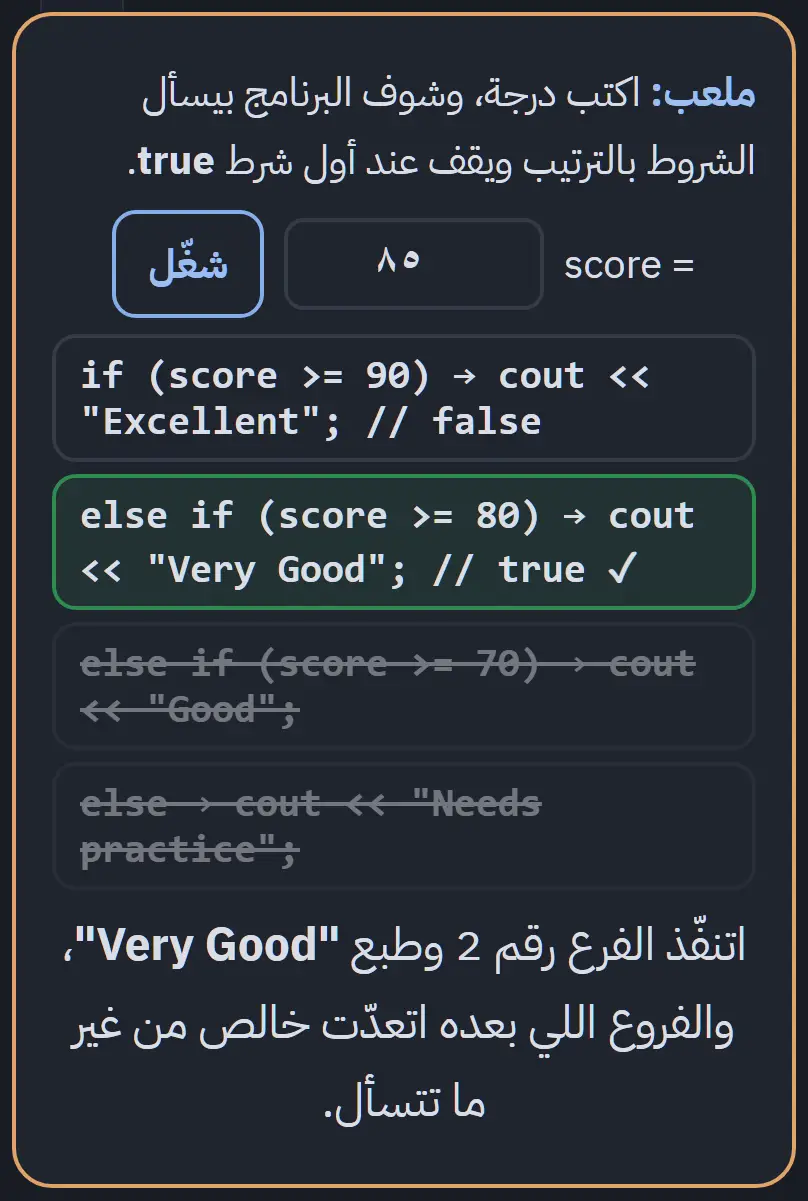 ملعب: اكتب درجة، وشوف البرنامج بيسأل
الشروط بالترتيب ويقف عند أول شرط true.
score =
٨٥
شغّل
if (score >= 90) → cout <<
"Excellent"; // false
else if (score >= 80) → cout
<< "Very Good"; // true ✓
else if (score >= 70) → cout
<< "Good";
else → cout << "Needs
practice";
اتنفّذ الفرع رقم 2 وطبع "Very Good"،
والفروع اللي بعده اتعدّت خالص من غير
ما تتسأل.